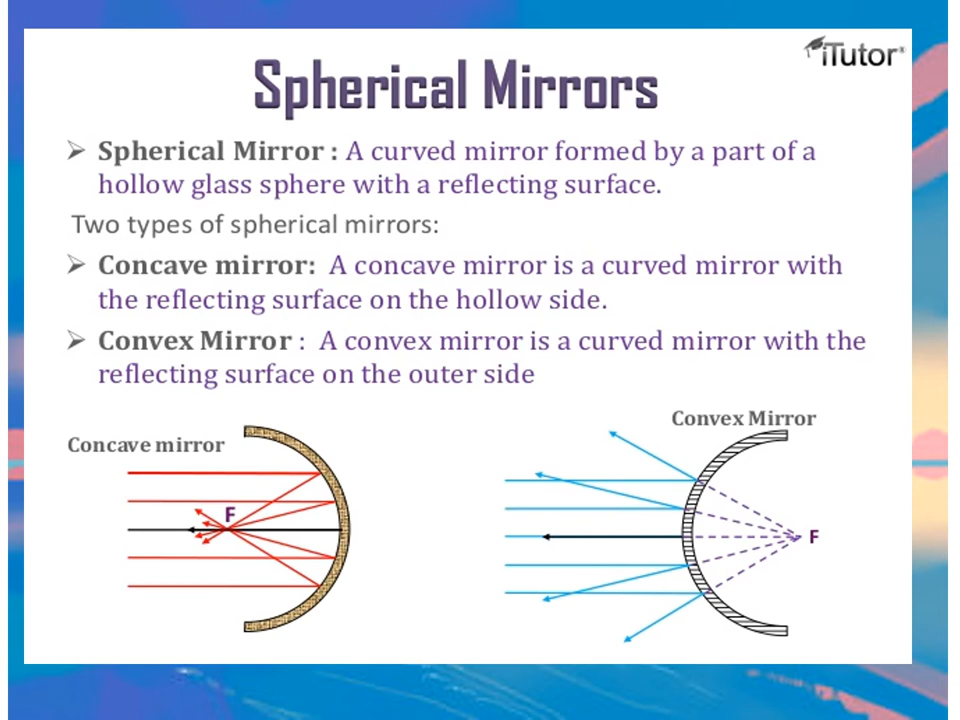 iTutor®
Spherical Mirrors
➢ Spherical Mirror : A curved mirror formed by a part of a
hollow glass sphere with a reflecting surface.
Two types of spherical mirrors:
➢ Concave mirror: A concave mirror is a curved mirror with
the reflecting surface on the hollow side.
➢ Convex Mirror : A convex mirror is a curved mirror with the
reflecting surface on the outer side
Concave mirror
F
Convex Mirror
F